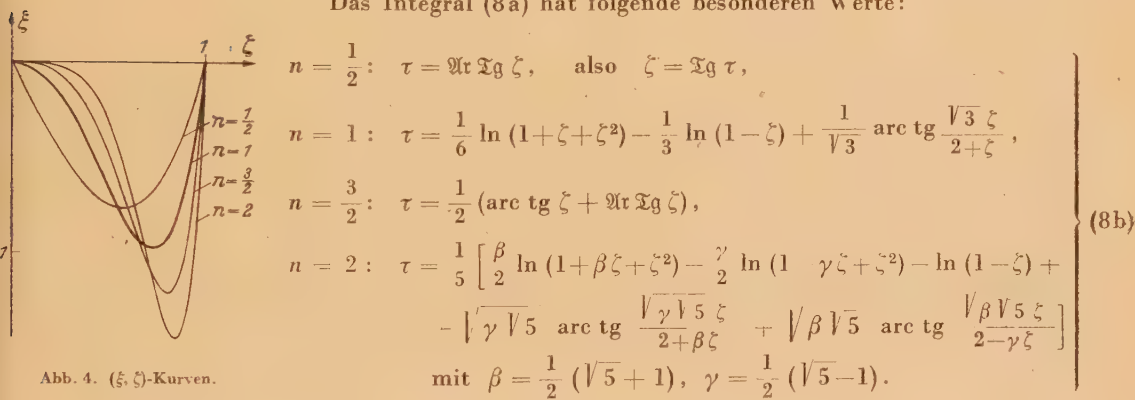 Das Integral (8a) hat folgende besonderen Werte:
ξ
1 ζ
n = 1/2: τ = 𝔄r 𝔗g ζ, also ζ = 𝔗g τ,
n = 1: τ = 1/6 ln (1+ζ+ζ²) − 1/3 ln (1−ζ) + 1/√3 arc tg √3 ζ/(2+ζ),
n = 3/2: τ = 1/2 (arc tg ζ + 𝔄r 𝔗g ζ),
n = 2: τ = 1/5 [β/2 ln (1+βζ+ζ²) − γ/2 ln (1 γζ+ζ²) − ln (1−ζ) +
- √(γ√5) arc tg √(γ√5) ζ/(2+βζ) + √(β√5) arc tg √(β√5) ζ/(2−γζ)]
mit β = 1/2 (√5 + 1), γ = 1/2 (√5−1).
(8b)
n=1/2
n=1
n=3/2
n=2
1
Abb. 4. (ξ, ζ)-Kurven.